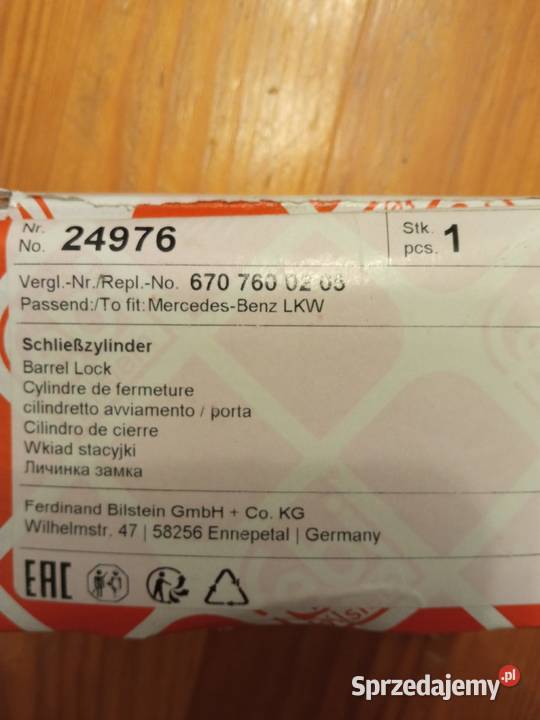 Nr.
No. 24976
Stk.
pcs. 1
Vergl.-Nr./Repl.-No. 670 760 02 05
Passend:/To fit: Mercedes-Benz LKW
Schließzylinder
Barrel Lock
Cylindre de fermeture
cilindretto avviamento / porta
Cilindro de cierre
Wkiad stacyjki
Личинка замка
Ferdinand Bilstein GmbH + Co. KG
Wilhelmstr. 47 | 58256 Ennepetal | Germany
EAC
Sprzedajemy.pl